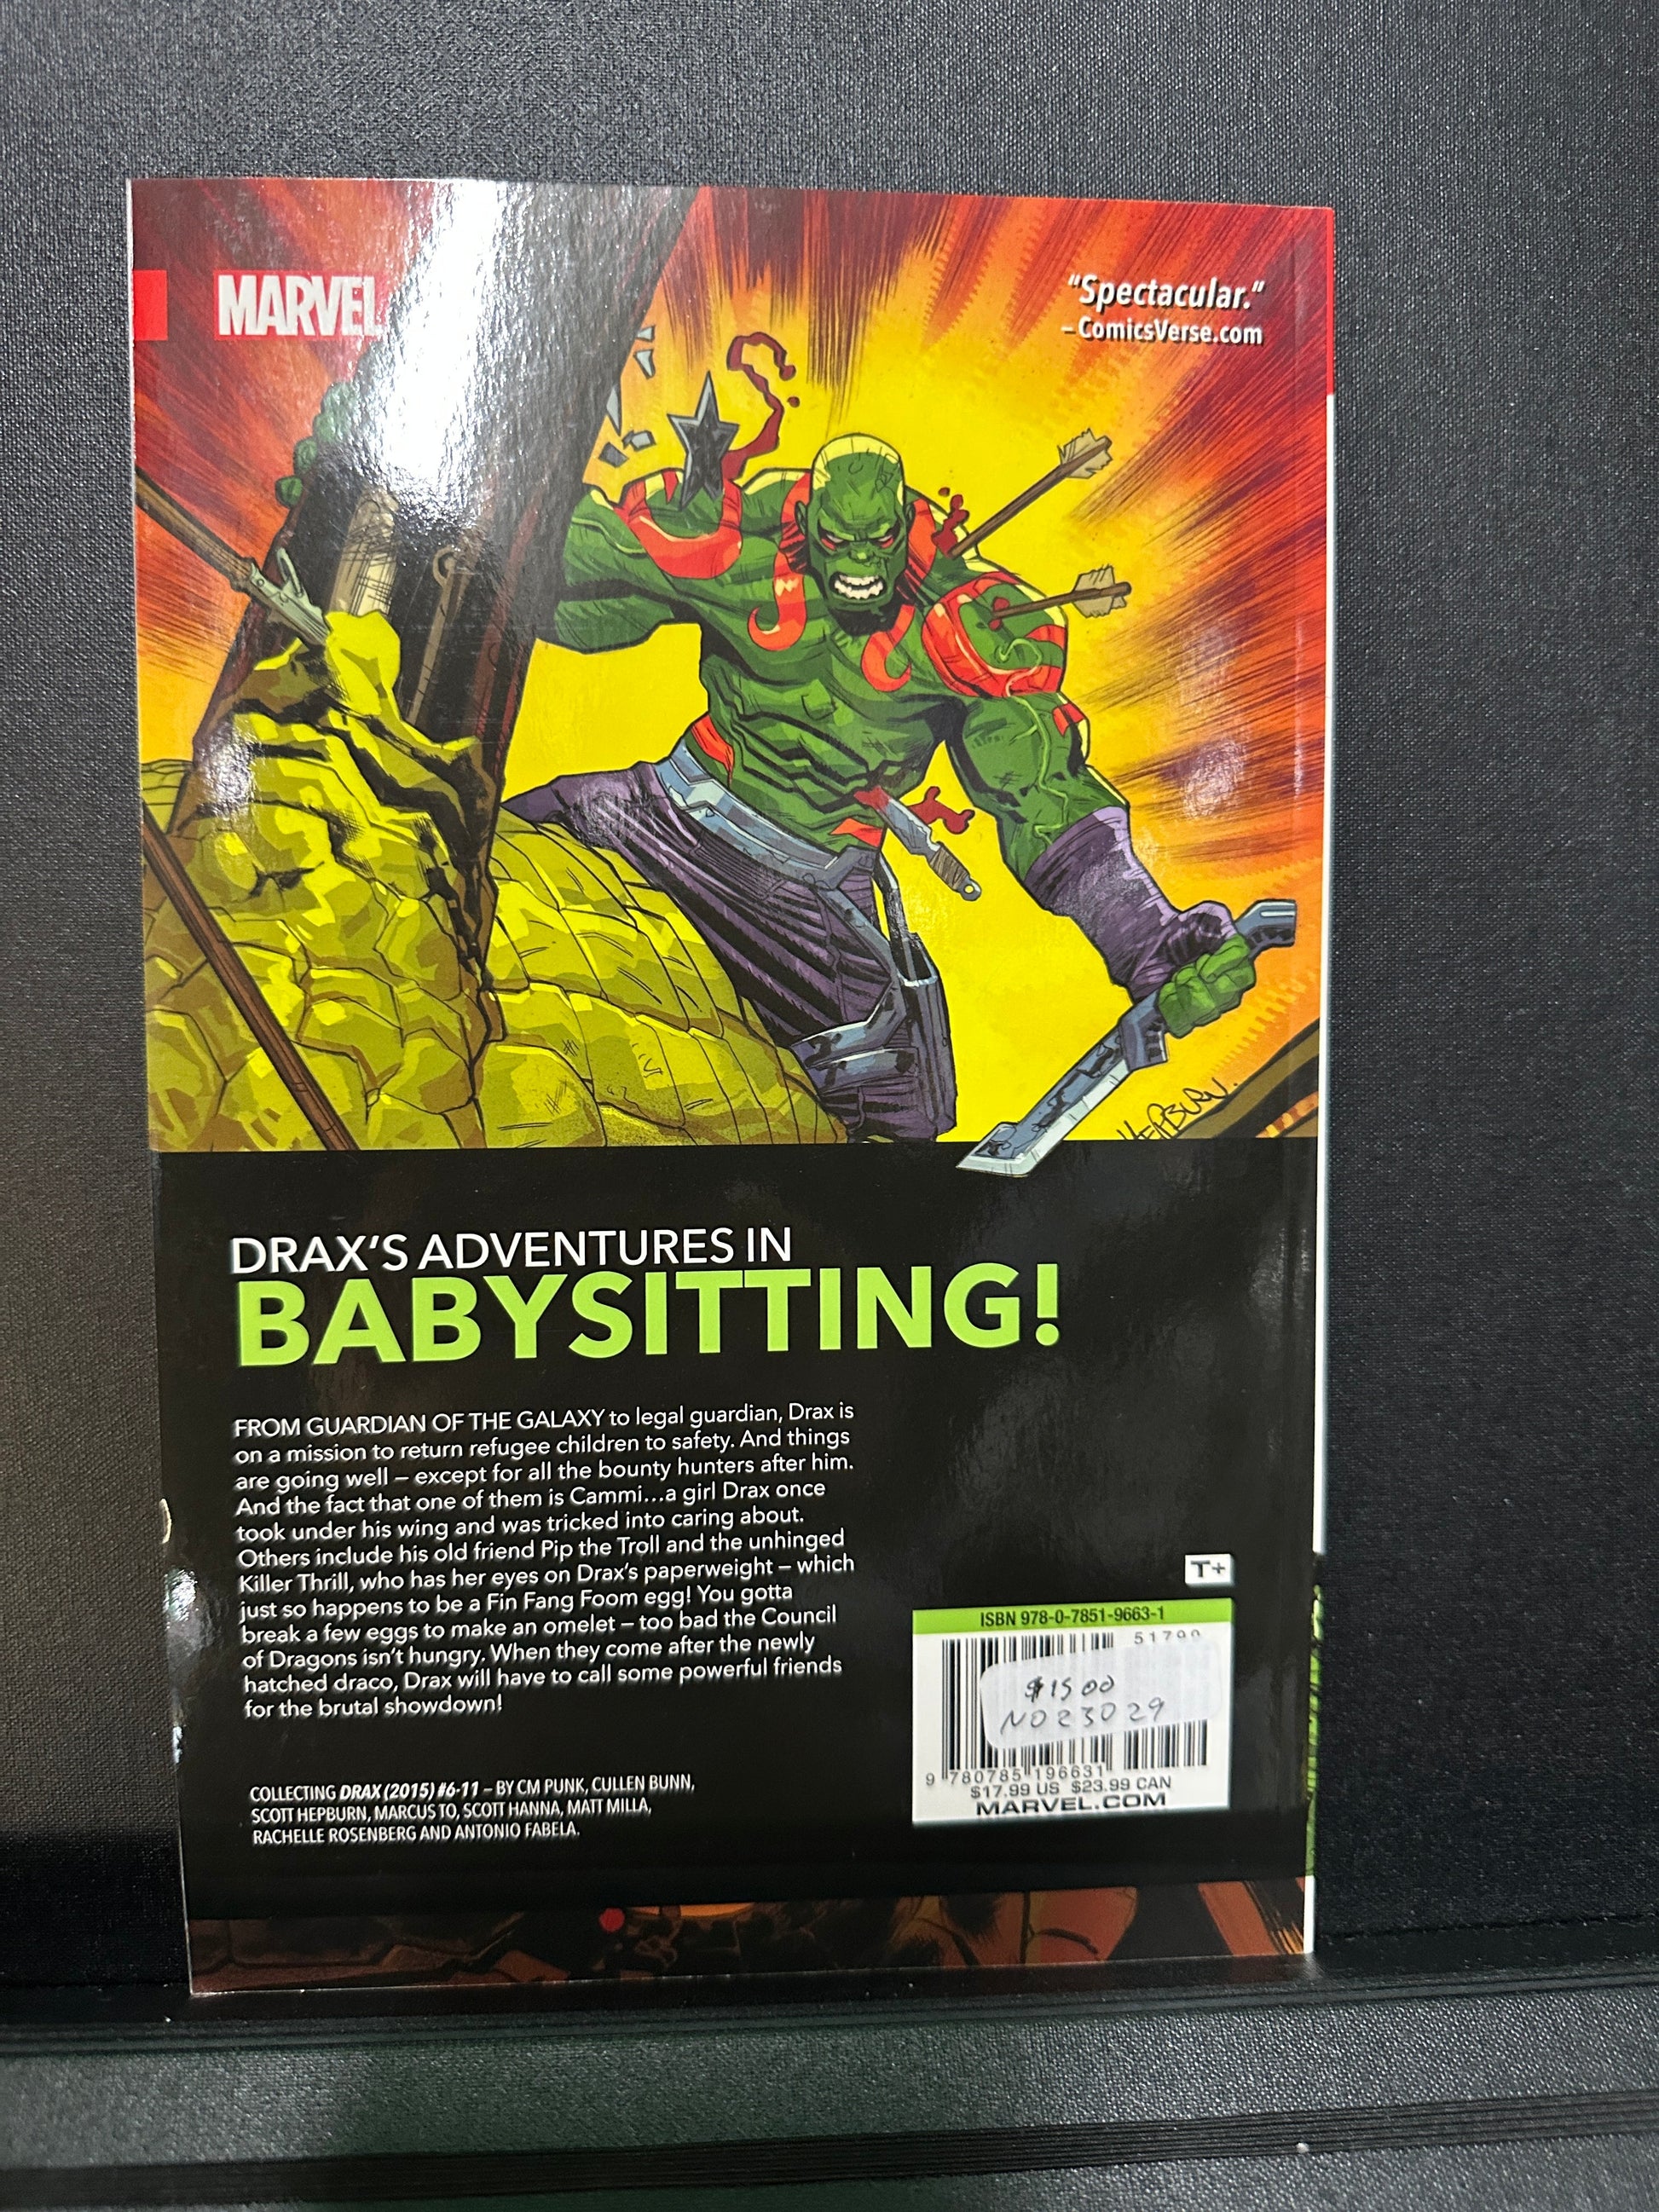 MARVEL
"Spectacular."
– ComicsVerse.com
HEPBURN.
DRAX'S ADVENTURES IN
BABYSITTING!
FROM GUARDIAN OF THE GALAXY to legal guardian, Drax is
on a mission to return refugee children to safety. And things
are going well – except for all the bounty hunters after him.
And the fact that one of them is Cammi...a girl Drax once
took under his wing and was tricked into caring about.
Others include his old friend Pip the Troll and the unhinged
Killer Thrill, who has her eyes on Drax's paperweight – which
just so happens to be a Fin Fang Foom egg! You gotta
break a few eggs to make an omelet – too bad the Council
of Dragons isn't hungry. When they come after the newly
hatched draco, Drax will have to call some powerful friends
for the brutal showdown!
COLLECTING DRAX (2015) #6-11 – BY CM PUNK, CULLEN BUNN,
SCOTT HEPBURN, MARCUS TO, SCOTT HANNA, MATT MILLA,
RACHELLE ROSENBERG AND ANTONIO FABELA.
T+
ISBN 978-0-7851-9663-1
51799
$1500
NO23029
9 780785 196631
$17.99 US $23.99 CAN
MARVEL.COM